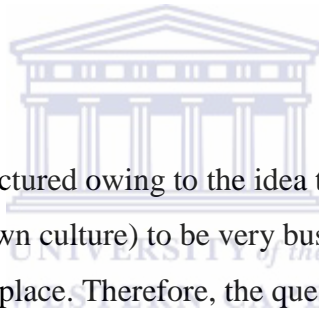 ctured owing to the idea t
wn culture) to be very bus
UNIVERSITY of the
place. Therefore, the que
WESTERN CAPE